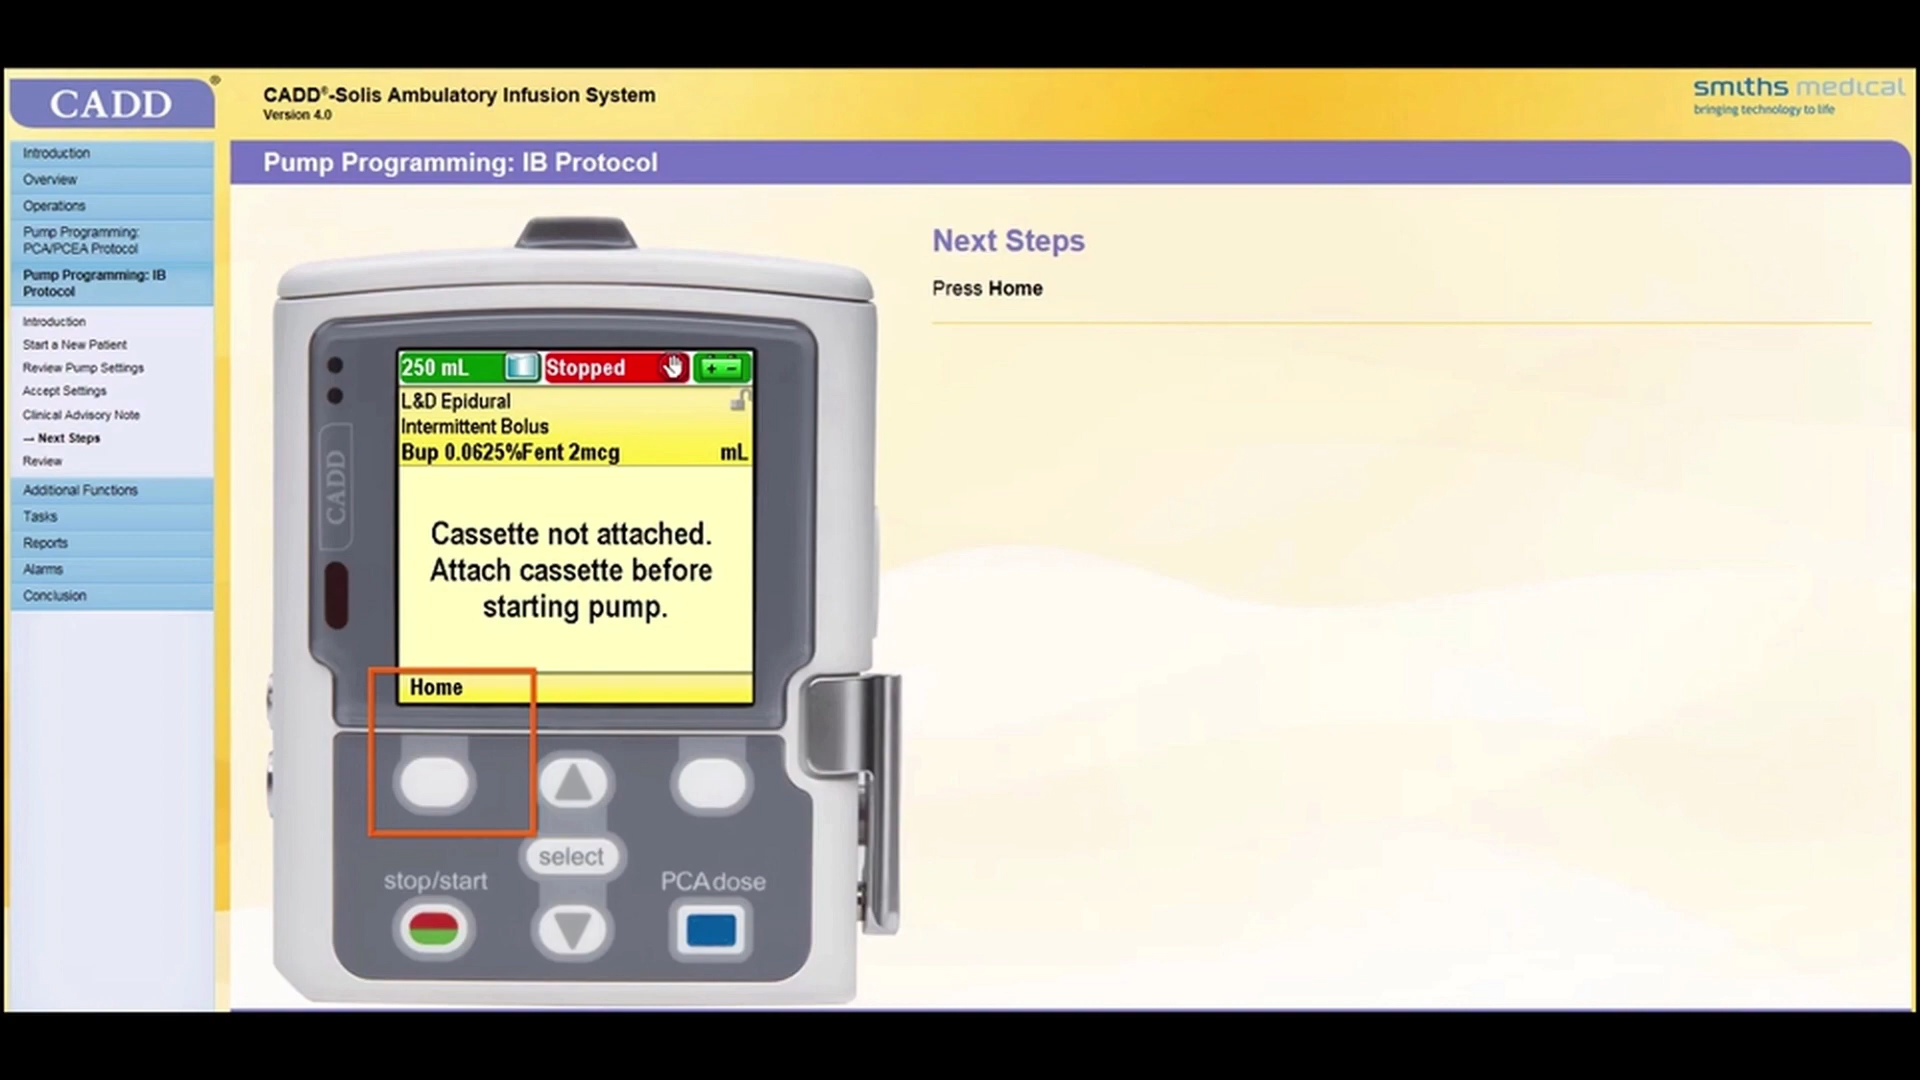 CADD®
CADD®-Solis Ambulatory Infusion System
Version 4.0
smiths medical
bringing technology to life
Introduction
Overview
Operations
Pump Programming:
PCA/PCEA Protocol
Pump Programming: IB
Protocol
Introduction
Start a New Patient
Review Pump Settings
Accept Settings
Clinical Advisory Note
→ Next Steps
Review
Additional Functions
Tasks
Reports
Alarms
Conclusion
Pump Programming: IB Protocol
Next Steps
Press Home
250 mL
Stopped
+ -
L&D Epidural
Intermittent Bolus
Bup 0.0625%Fent 2mcg mL
Cassette not attached.
Attach cassette before
starting pump.
Home
CADD
select
stop/start
PCA dose